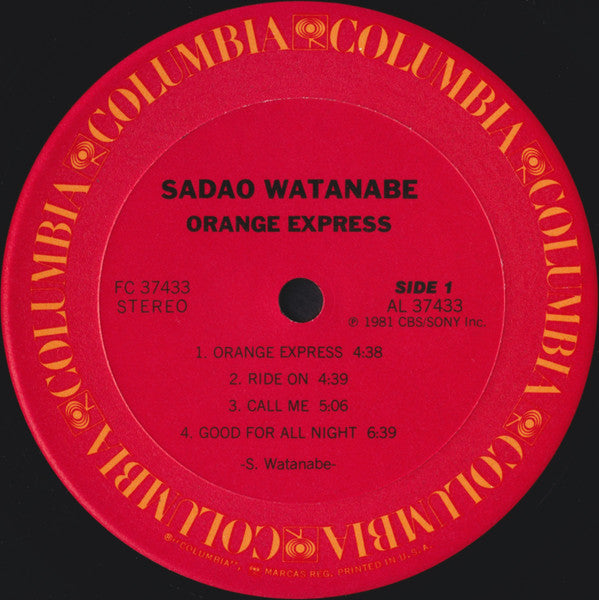 COLUMBIA COLUMBIA COLUMBIA COLUMBIA COLUMBIA COLUMBIA
SADAO WATANABE
ORANGE EXPRESS
FC 37433
STEREO
SIDE 1
AL 37433
℗ 1981 CBS/SONY Inc.
1. ORANGE EXPRESS 4:38
2. RIDE ON 4:39
3. CALL ME 5:06
4. GOOD FOR ALL NIGHT 6:39
-S. Watanabe-
® "COLUMBIA", MARCAS REG. PRINTED IN U.S.A.